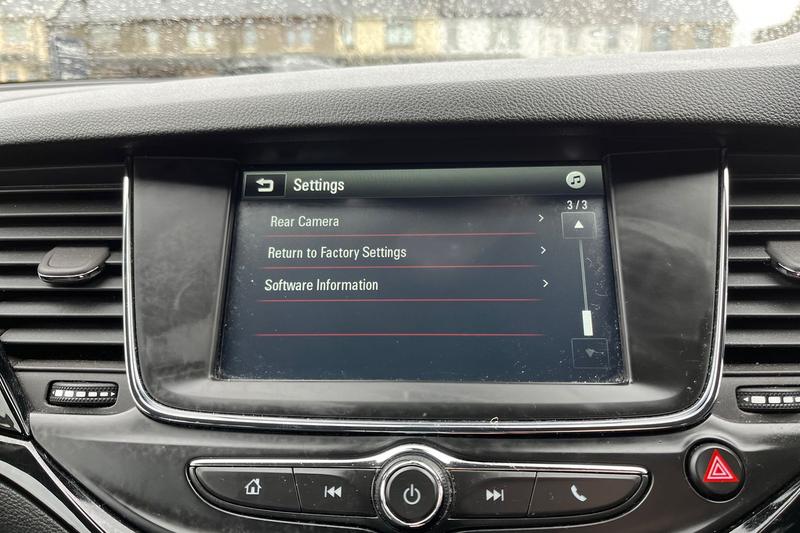 Settings
3/3
Rear Camera
Return to Factory Settings
Software Information